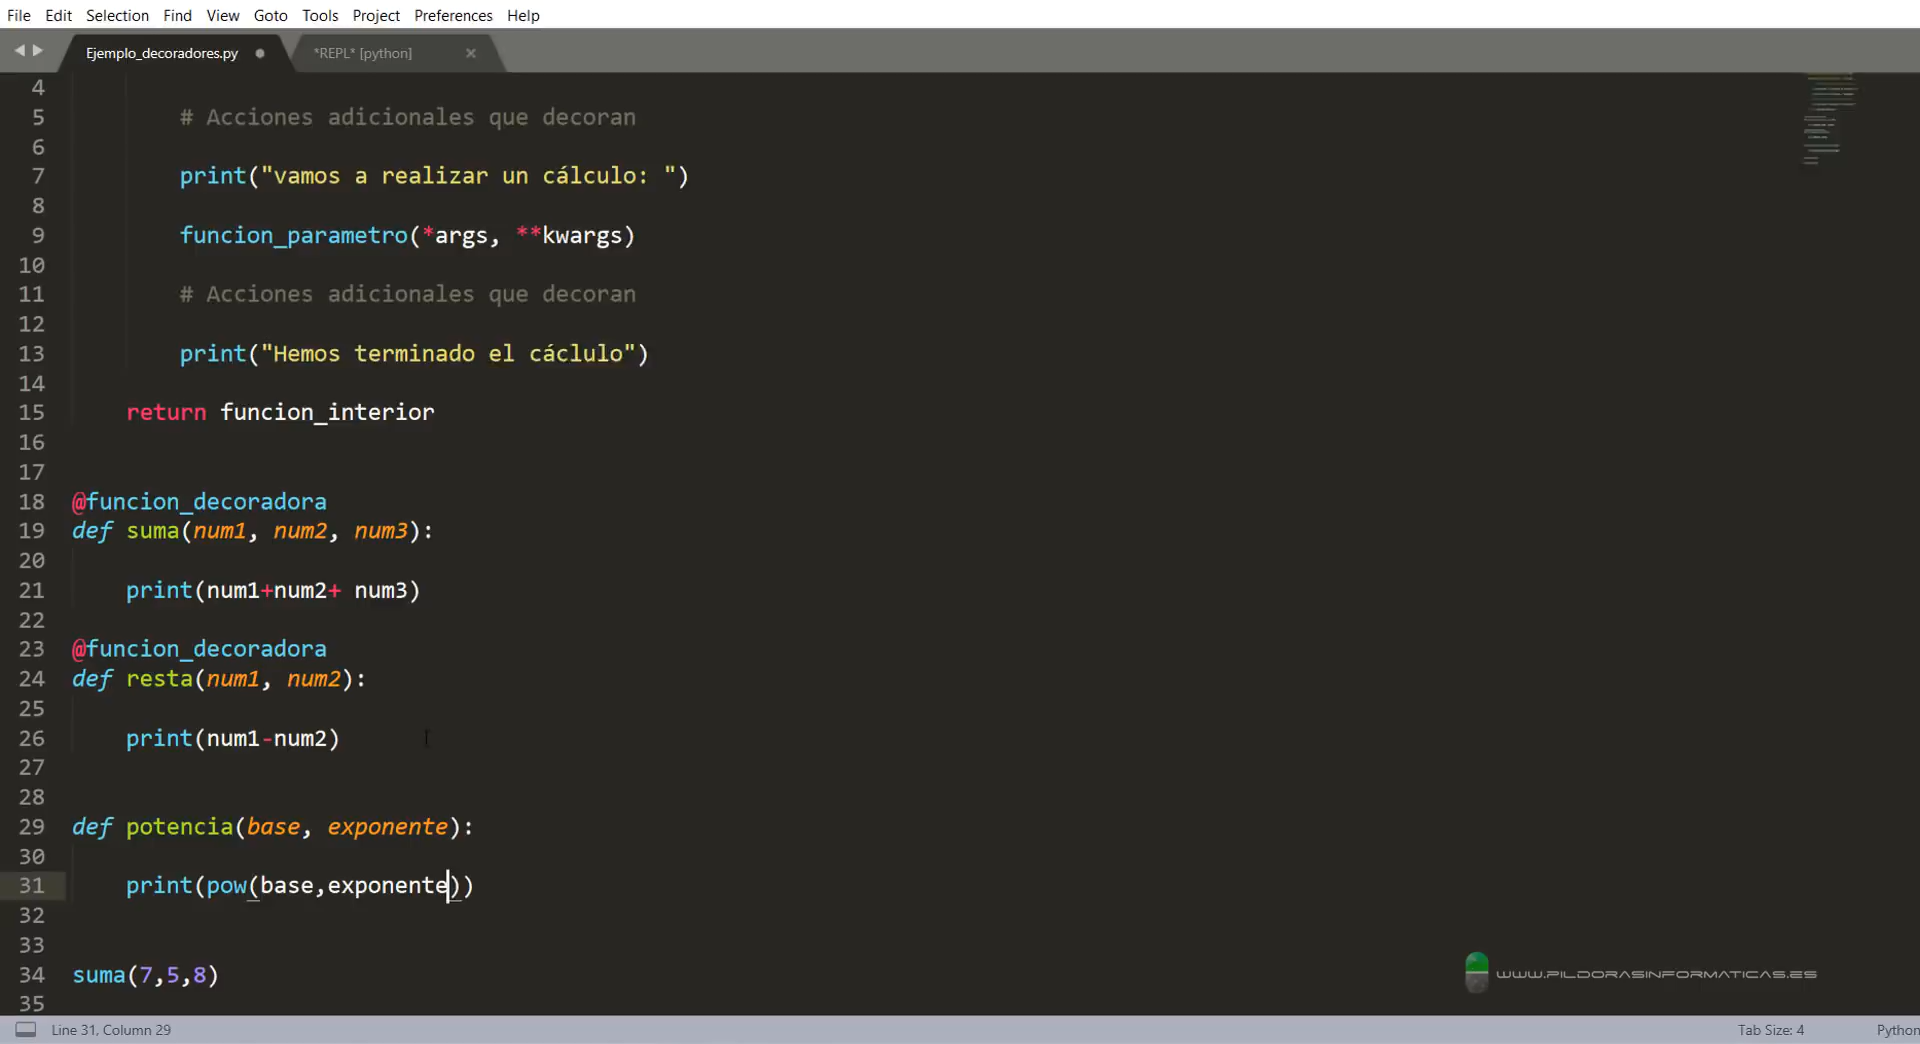 File Edit Selection Find View Goto Tools Project Preferences Help
Ejemplo_decoradores.py *REPL* [python]
4
5 # Acciones adicionales que decoran
6
7 print("vamos a realizar un cálculo: ")
8
9 funcion_parametro(*args, **kwargs)
10
11 # Acciones adicionales que decoran
12
13 print("Hemos terminado el cáclulo")
14
15 return funcion_interior
16
17
18 @funcion_decoradora
19 def suma(num1, num2, num3):
20
21 print(num1+num2+ num3)
22
23 @funcion_decoradora
24 def resta(num1, num2):
25
26 print(num1-num2)
27
28
29 def potencia(base, exponente):
30
31 print(pow(base,exponente))
32
33
34 suma(7,5,8)
35
WWW.PILDORASINFORMATICAS.ES
Line 31, Column 29 Tab Size: 4 Python